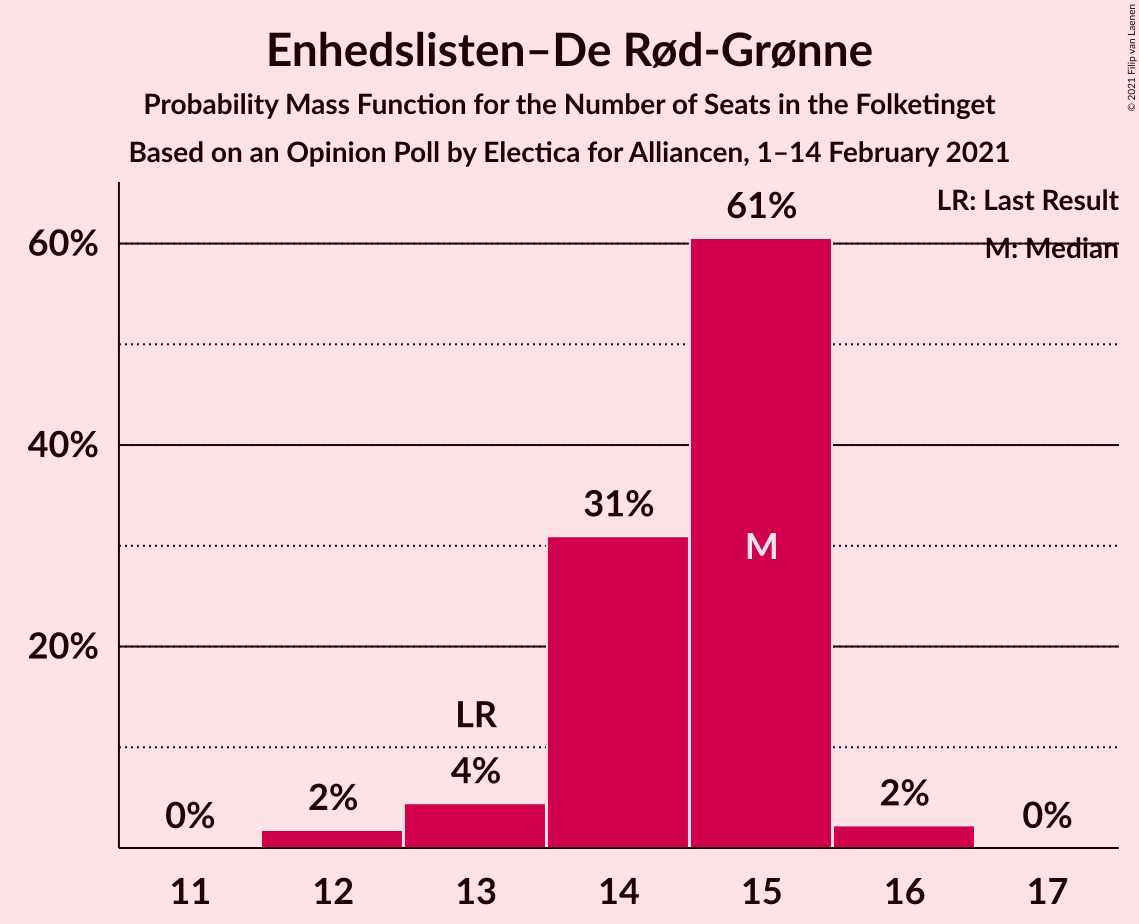 Enhedslisten–De Rød-Grønne
Probability Mass Function for the Number of Seats in the Folketinget
Based on an Opinion Poll by Electica for Alliancen, 1–14 February 2021
© 2021 Filip van Laenen
LR: Last Result
M: Median
60%
40%
20%
0%
2%
LR
4%
31%
61%
M
2%
0%
11
12
13
14
15
16
17